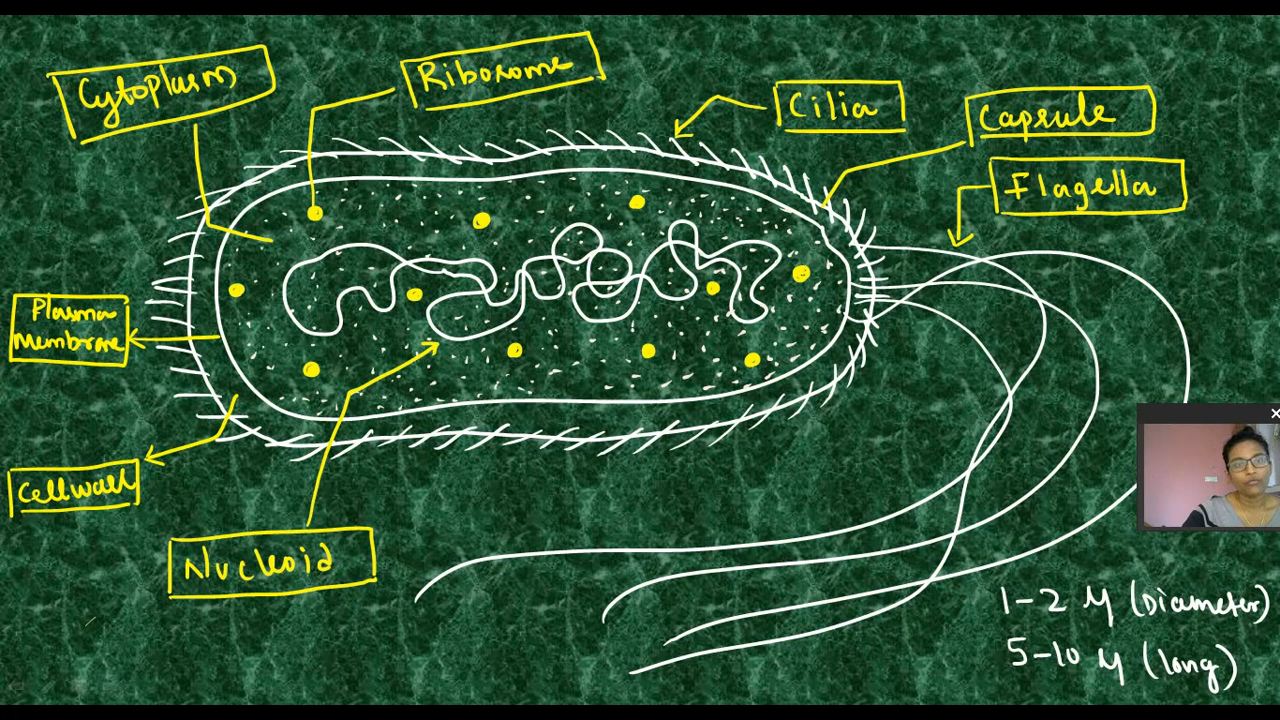 Cytoplasm
Ribosome
Cilia
Capsule
Flagella
Plasma
Membrane
Cellwall
Nucleoid
1-2 μ (Diameter)
5-10 μ (long)